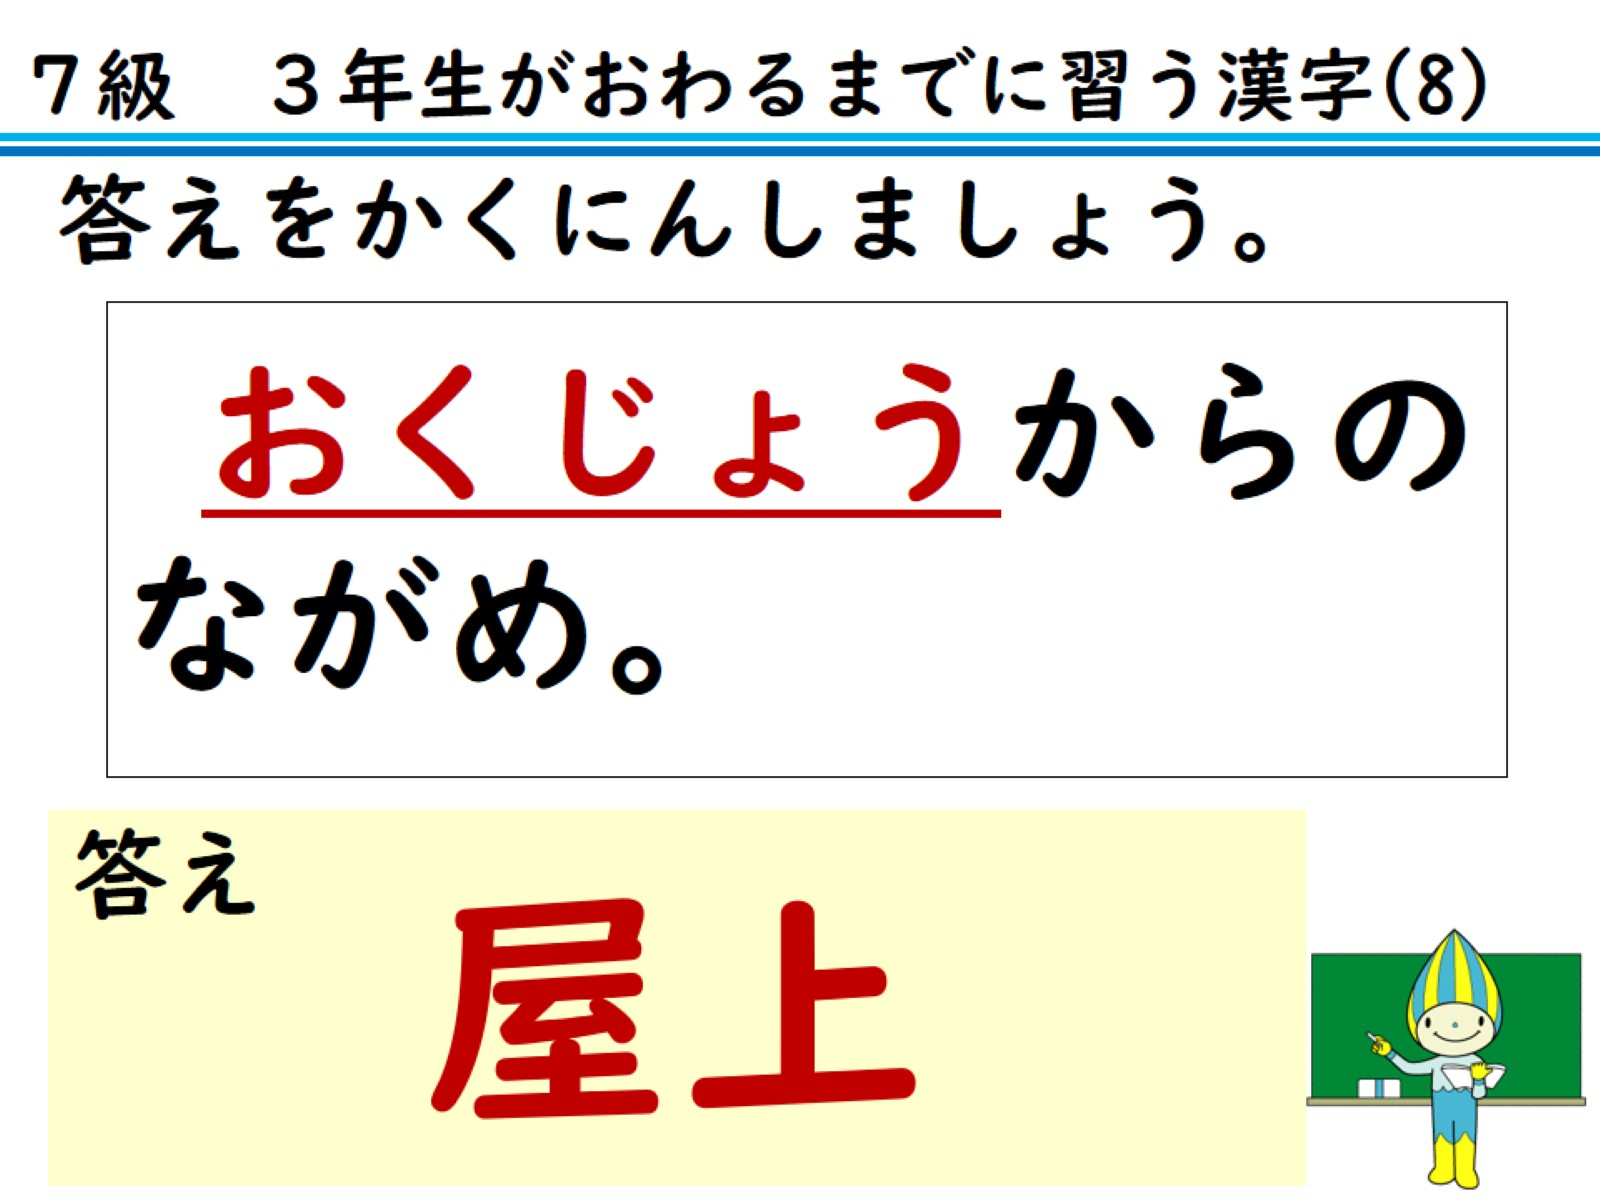 ７級　３年生がおわるまでに習う漢字(8)
答えをかくにんしましょう。
おくじょうからの
ながめ。
答え
屋上